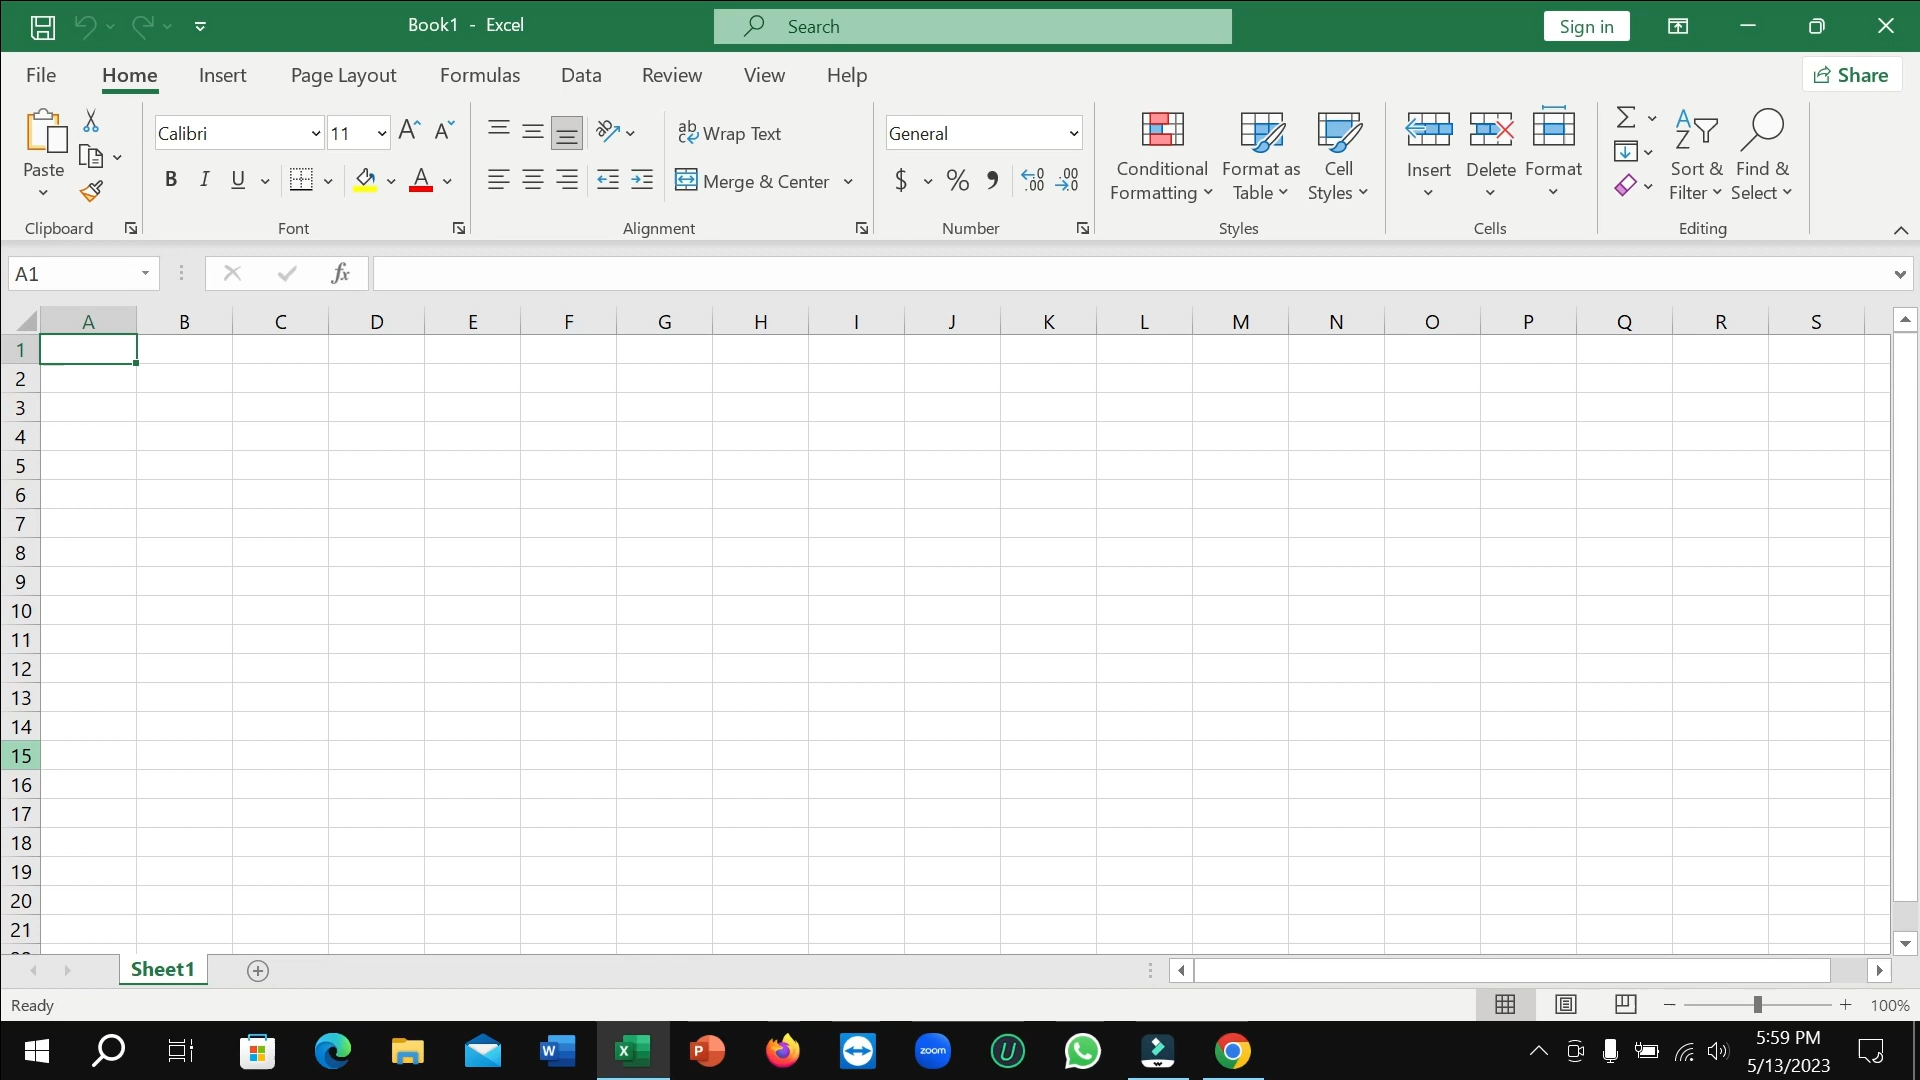 Book1 - Excel
Search
Sign in
File Home Insert Page Layout Formulas Data Review View Help
Share
Paste
Clipboard
Calibri 11
B I U
Font
Wrap Text
Merge & Center
Alignment
General
$ % ,
Number
Conditional Formatting
Format as Table
Cell Styles
Styles
Insert Delete Format
Cells
Sort & Filter
Find & Select
Editing
A1
fx
A B C D E F G H I J K L M N O P Q R S
1
2
3
4
5
6
7
8
9
10
11
12
13
14
15
16
17
18
19
20
21
Sheet1
Ready
100%
zoom
5:59 PM
5/13/2023